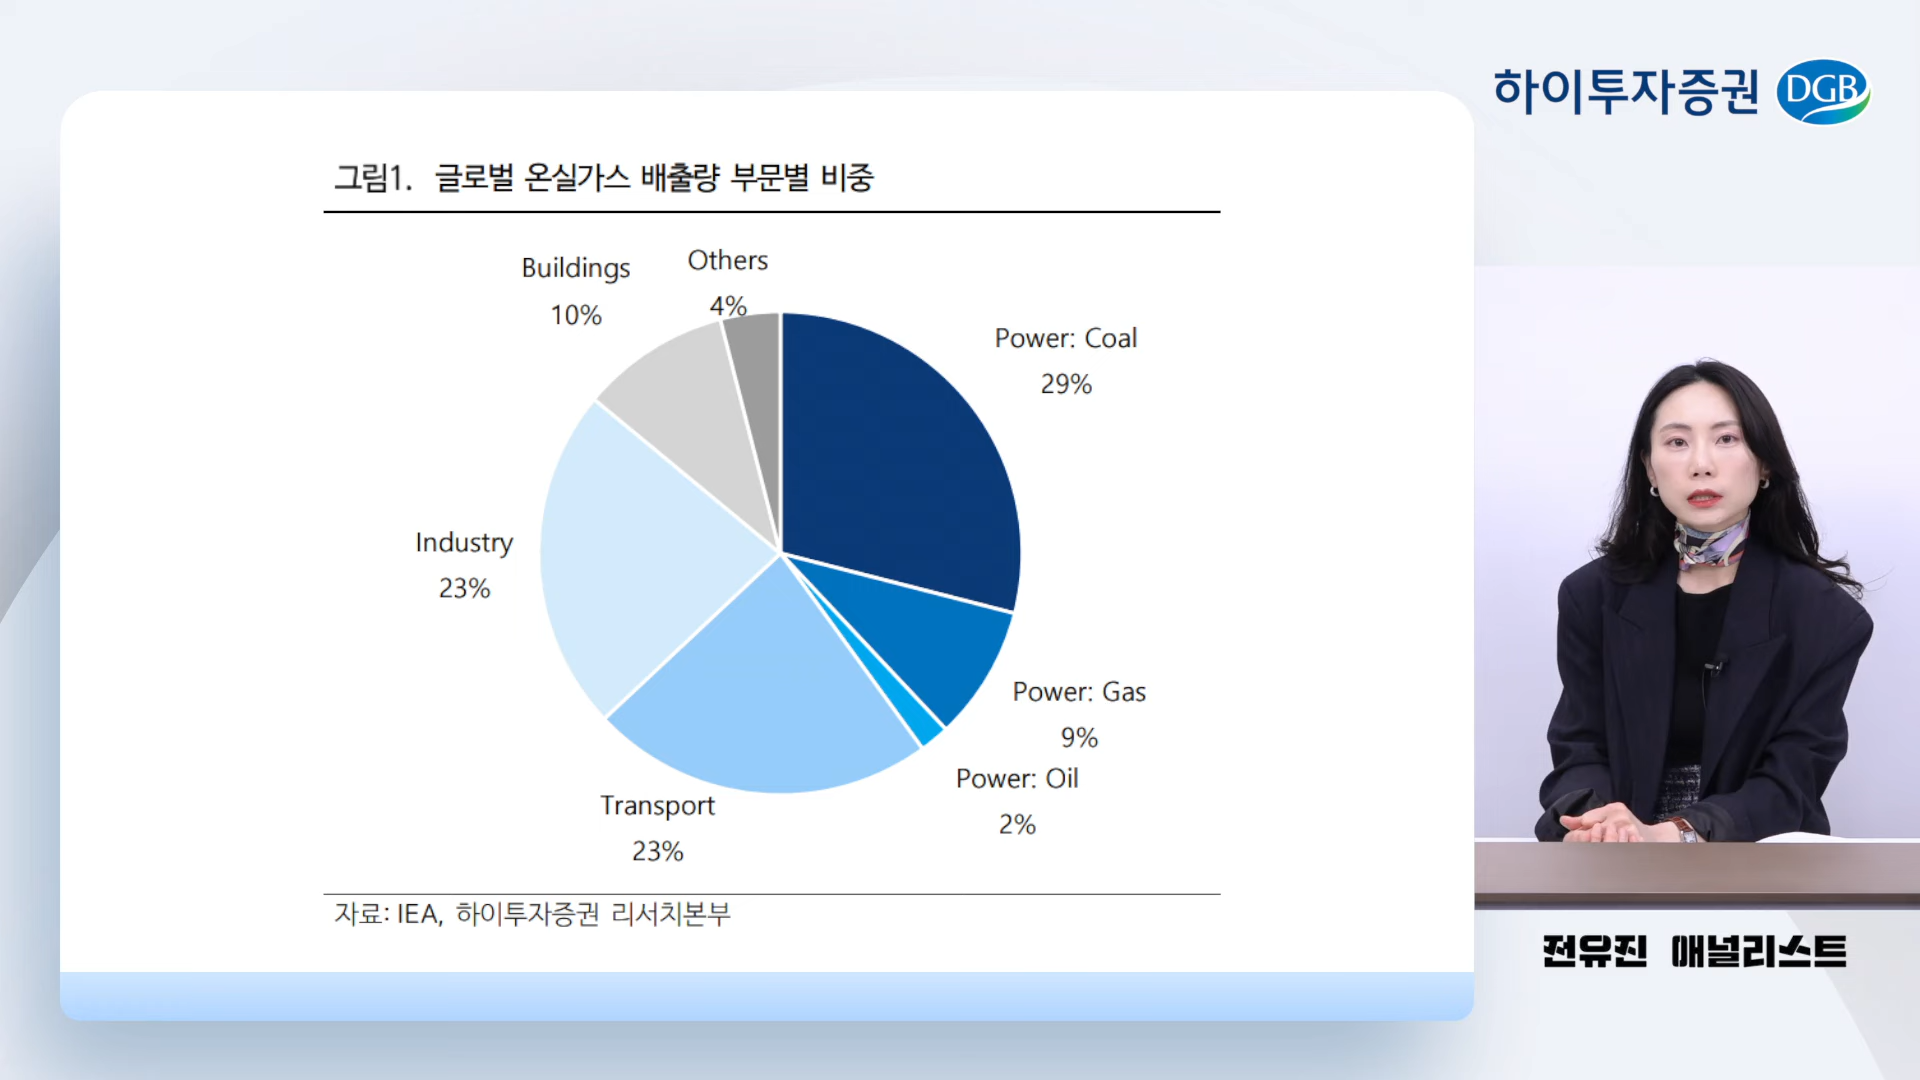 하이투자증권 DGB
그림1. 글로벌 온실가스 배출량 부문별 비중
Buildings
10%
Others
4%
Power: Coal
29%
Industry
23%
Power: Gas
9%
Power: Oil
2%
Transport
23%
자료: IEA, 하이투자증권 리서치본부
전유진 애널리스트